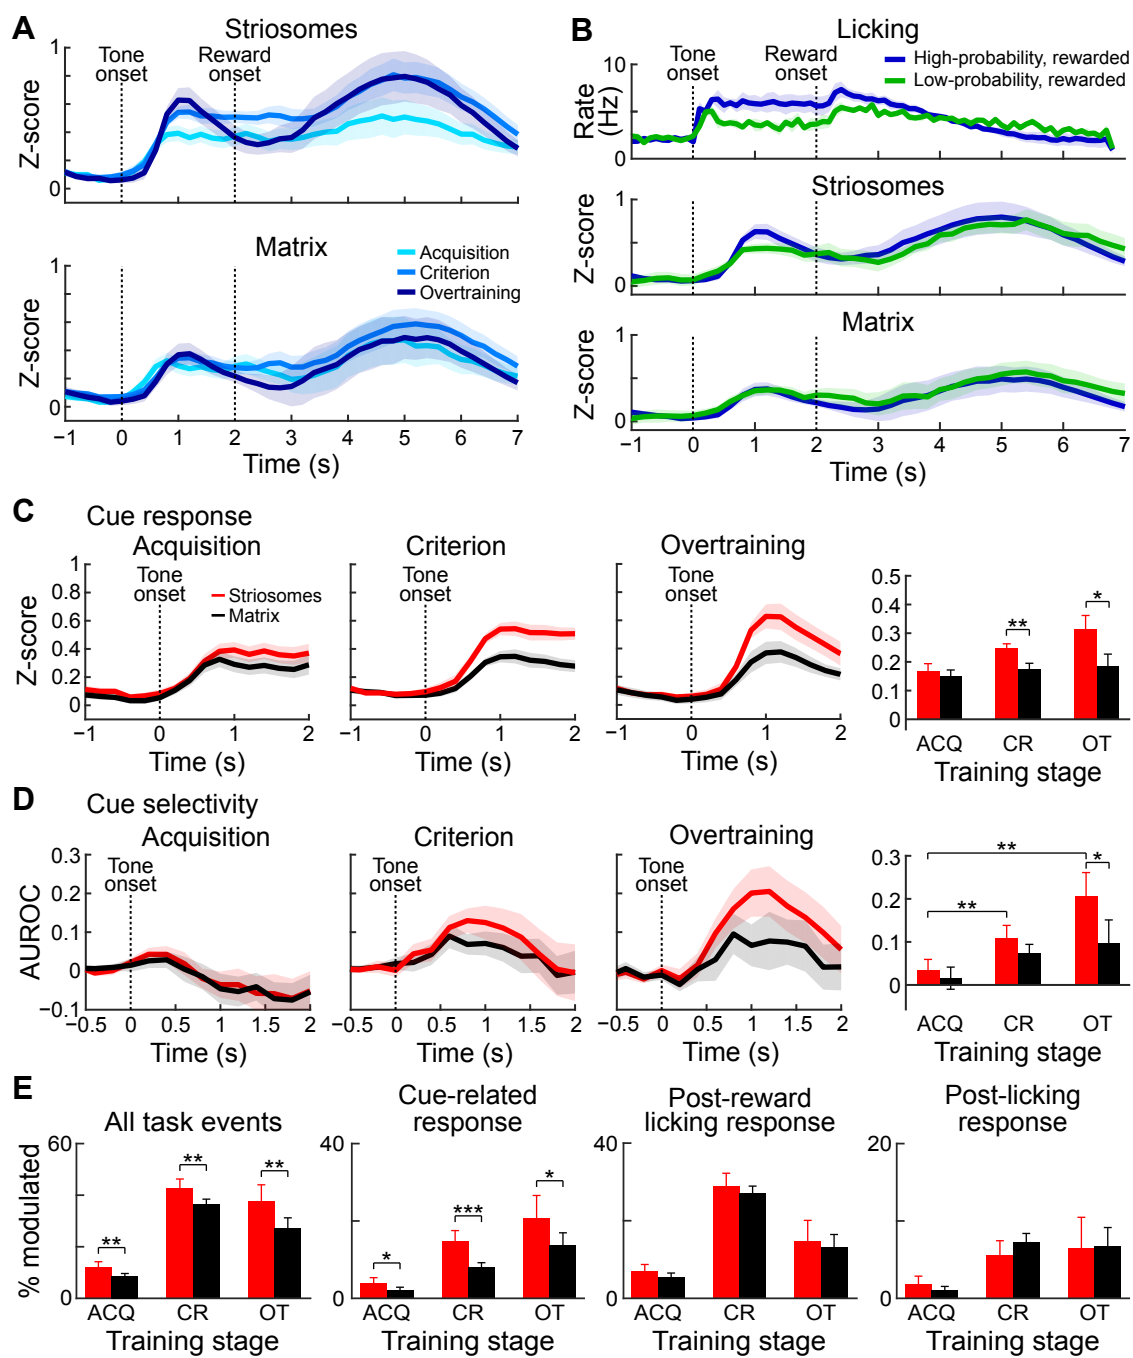 A
Striosomes
Tone onset
Reward onset
Z-score
1
0
Matrix
Acquisition
Criterion
Overtraining
Z-score
1
0
−1 0 1 2 3 4 5 6 7
Time (s)
B
Licking
High-probability, rewarded
Low-probability, rewarded
Tone onset
Reward onset
Rate (Hz)
10
0
Striosomes
Z-score
1
0
Matrix
Z-score
1
0
−1 0 1 2 3 4 5 6 7
Time (s)
C
Cue response
Acquisition
Tone onset
Striosomes
Matrix
Z-score
1
0.8
0.6
0.4
0.2
0
−1 0 1 2
Time (s)
Criterion
Tone onset
−1 0 1 2
Time (s)
Overtraining
Tone onset
−1 0 1 2
Time (s)
0.5
0.3
0.2
0.1
0
**
*
ACQ CR OT
Training stage
D
Cue selectivity
Acquisition
Tone onset
AUROC
0.3
0.2
0.1
0
−0.1
−0.5 0 0.5 1 1.5 2
Time (s)
Criterion
Tone onset
−0.5 0 0.5 1 1.5 2
Time (s)
Overtraining
Tone onset
−0.5 0 0.5 1 1.5 2
Time (s)
0.3
0.2
0.1
0
**
**
*
ACQ CR OT
Training stage
E
All task events
% modulated
60
0
**
**
**
ACQ CR OT
Training stage
Cue-related response
40
0
*
***
*
ACQ CR OT
Training stage
Post-reward licking response
40
0
ACQ CR OT
Training stage
Post-licking response
20
0
ACQ CR OT
Training stage